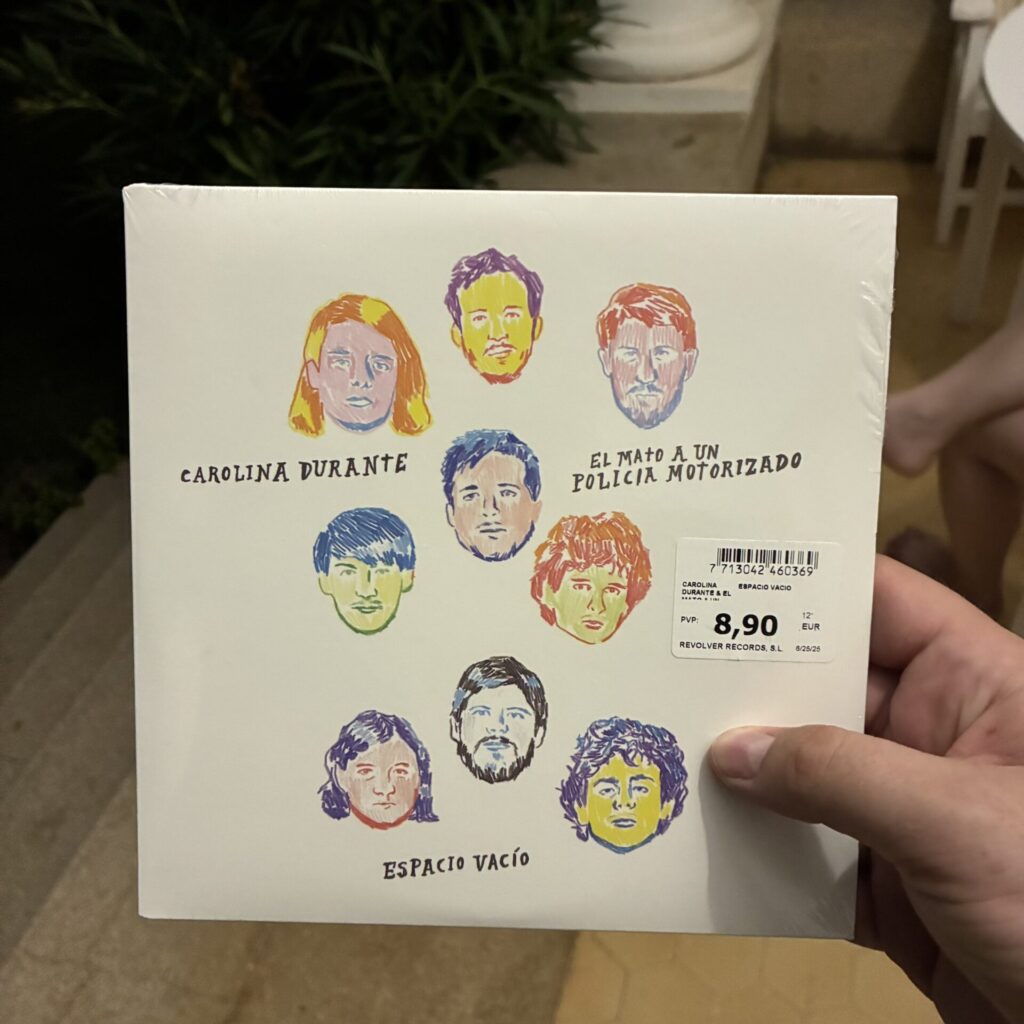 CAROLINA DURANTE
EL MATO A UN
POLICIA MOTORIZADO
7 713042 460369
CAROLINA
DURANTE & EL
ESPACIO VACIO
PVP: 8,90
12"
EUR
REVOLVER RECORDS, S.L
6/25/25
ESPACIO VACÍO